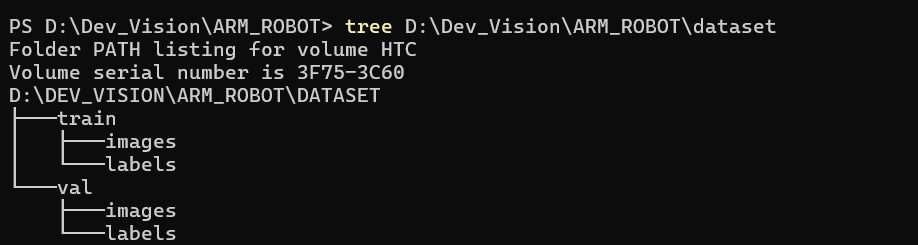 PS D:\Dev_Vision\ARM_ROBOT> tree D:\Dev_Vision\ARM_ROBOT\dataset
Folder PATH listing for volume HTC
Volume serial number is 3F75-3C60
D:\DEV_VISION\ARM_ROBOT\DATASET
├───train
│   ├───images
│   └───labels
└───val
    ├───images
    └───labels